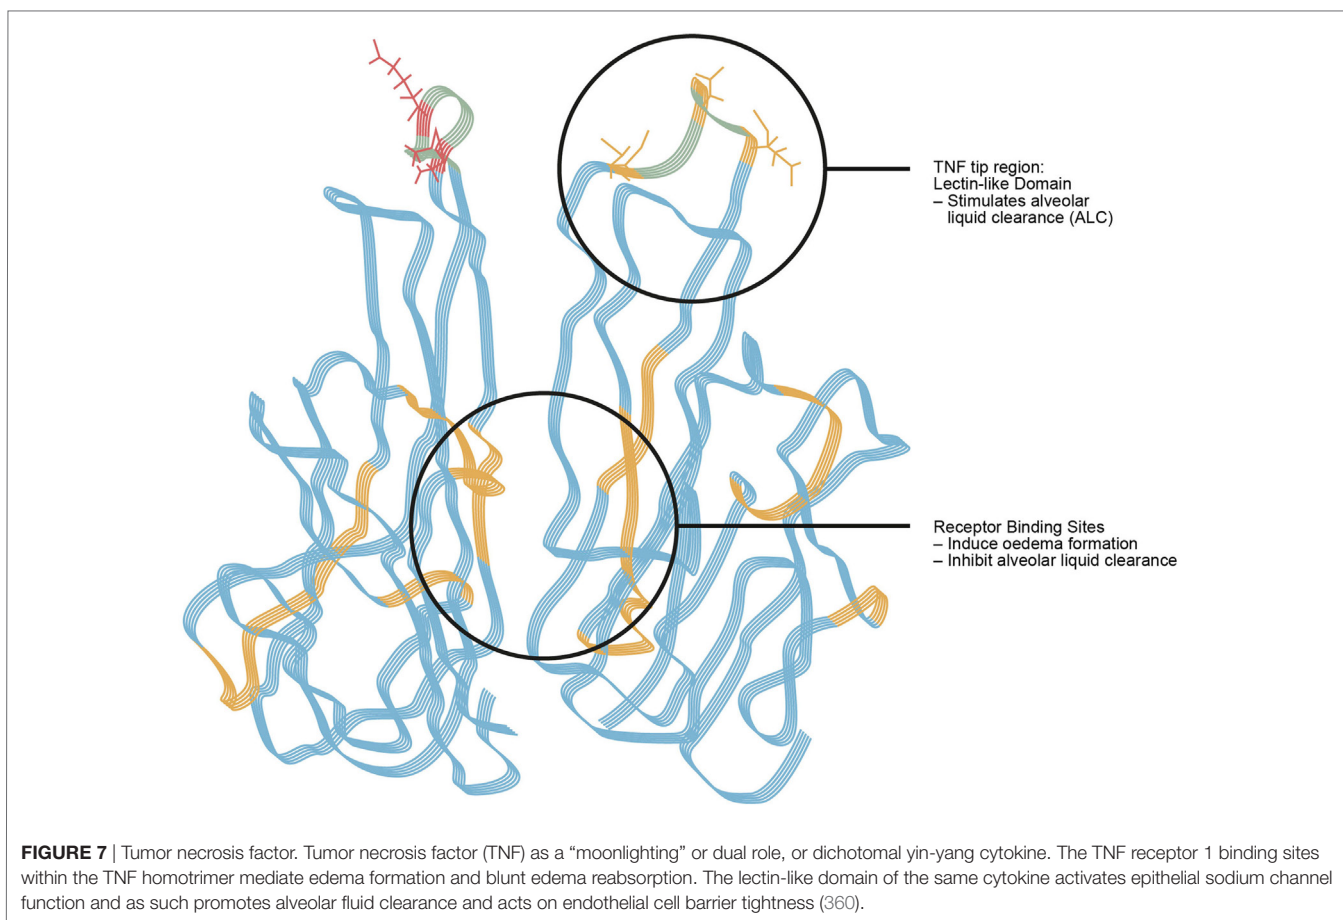 TNF tip region:
Lectin-like Domain
– Stimulates alveolar
liquid clearance (ALC)
Receptor Binding Sites
– Induce oedema formation
– Inhibit alveolar liquid clearance
FIGURE 7 | Tumor necrosis factor. Tumor necrosis factor (TNF) as a “moonlighting” or dual role, or dichotomal yin-yang cytokine. The TNF receptor 1 binding sites
within the TNF homotrimer mediate edema formation and blunt edema reabsorption. The lectin-like domain of the same cytokine activates epithelial sodium channel
function and as such promotes alveolar fluid clearance and acts on endothelial cell barrier tightness (360).